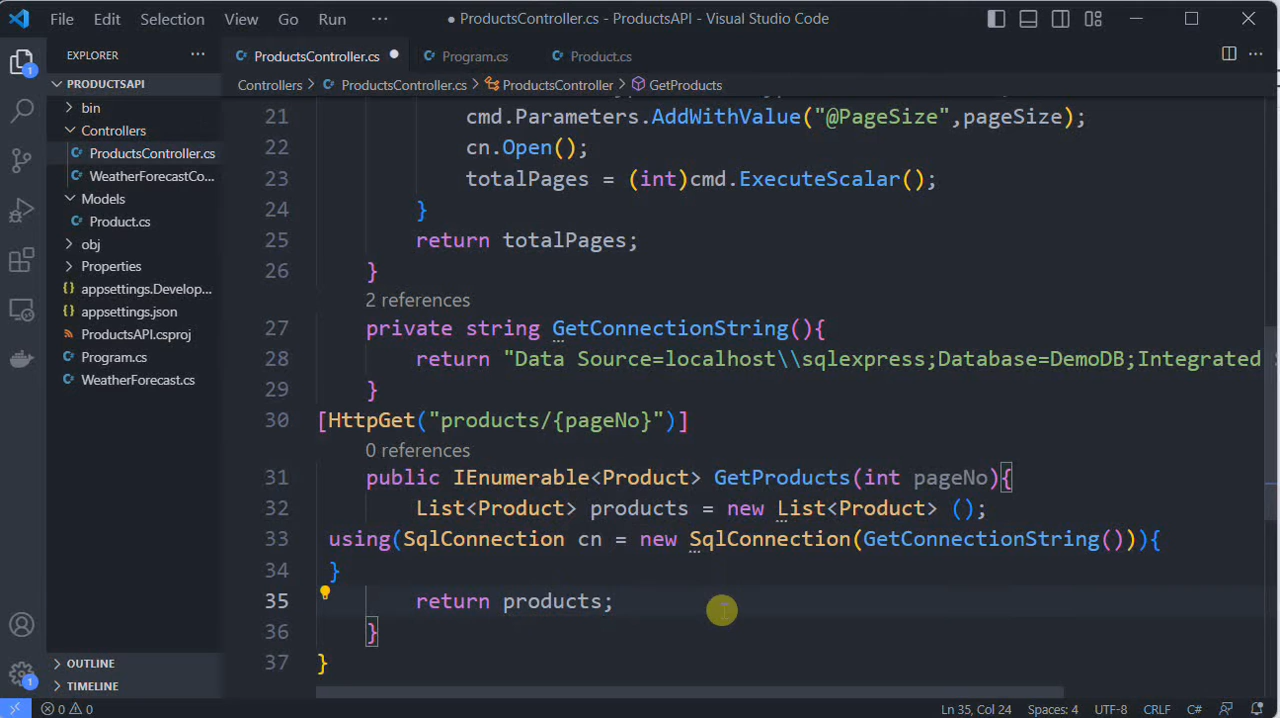 File Edit Selection View Go Run ··· ● ProductsController.cs - ProductsAPI - Visual Studio Code
EXPLORER ···
PRODUCTSAPI
bin
Controllers
ProductsController.cs
WeatherForecastCo...
Models
Product.cs
obj
Properties
appsettings.Develop...
appsettings.json
ProductsAPI.csproj
Program.cs
WeatherForecast.cs
OUTLINE
TIMELINE
ProductsController.cs ● Program.cs Product.cs
Controllers > ProductsController.cs > ProductsController > GetProducts
21 cmd.Parameters.AddWithValue("@PageSize",pageSize);
22 cn.Open();
23 totalPages = (int)cmd.ExecuteScalar();
24 }
25 return totalPages;
26 }
2 references
27 private string GetConnectionString(){
28 return "Data Source=localhost\\sqlexpress;Database=DemoDB;Integrated
29 }
30 [HttpGet("products/{pageNo}")]
0 references
31 public IEnumerable<Product> GetProducts(int pageNo){
32 List<Product> products = new List<Product> ();
33 using(SqlConnection cn = new SqlConnection(GetConnectionString())){
34 }
35 return products;
36 }
37 }
1
1
0 0 Ln 35, Col 24 Spaces: 4 UTF-8 CRLF C#